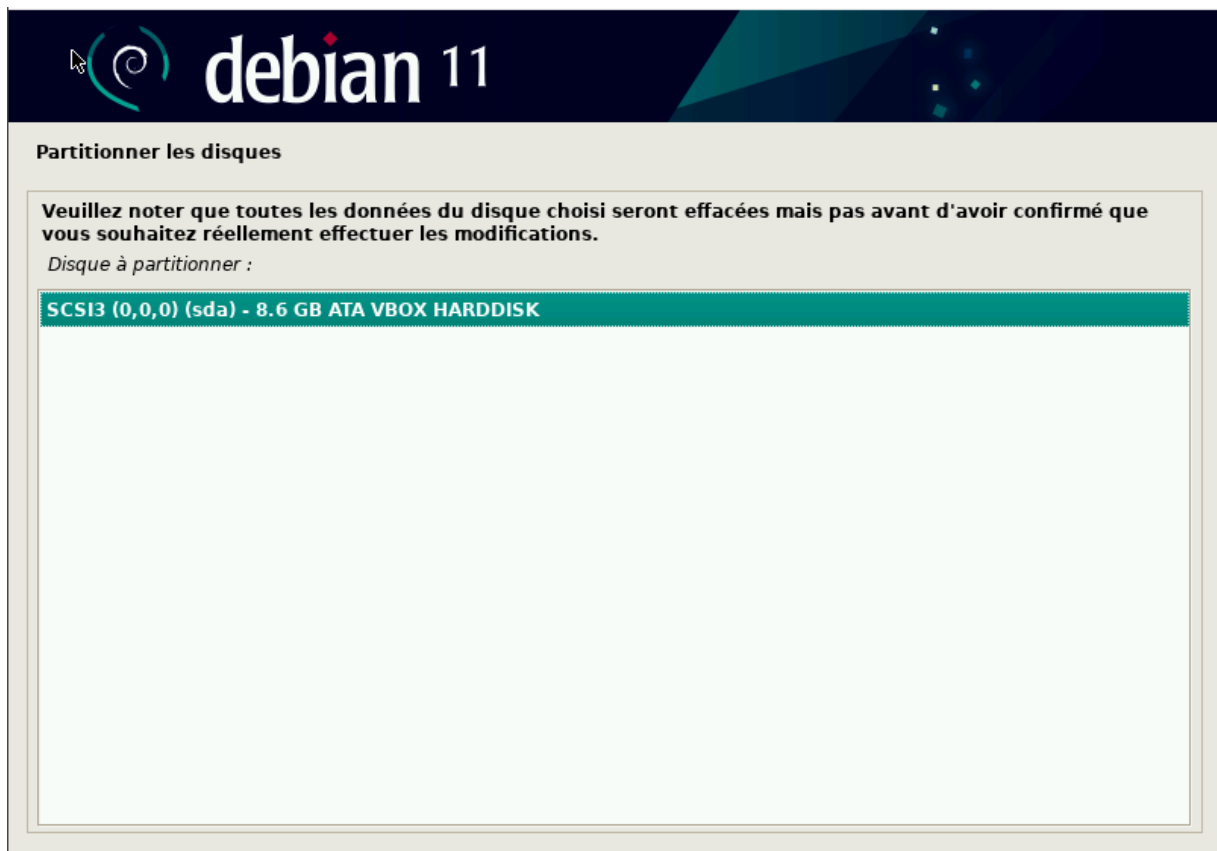 debian 11
Partitionner les disques
Veuillez noter que toutes les données du disque choisi seront effacées mais pas avant d'avoir confirmé que
vous souhaitez réellement effectuer les modifications.
Disque à partitionner :
SCSI3 (0,0,0) (sda) - 8.6 GB ATA VBOX HARDDISK